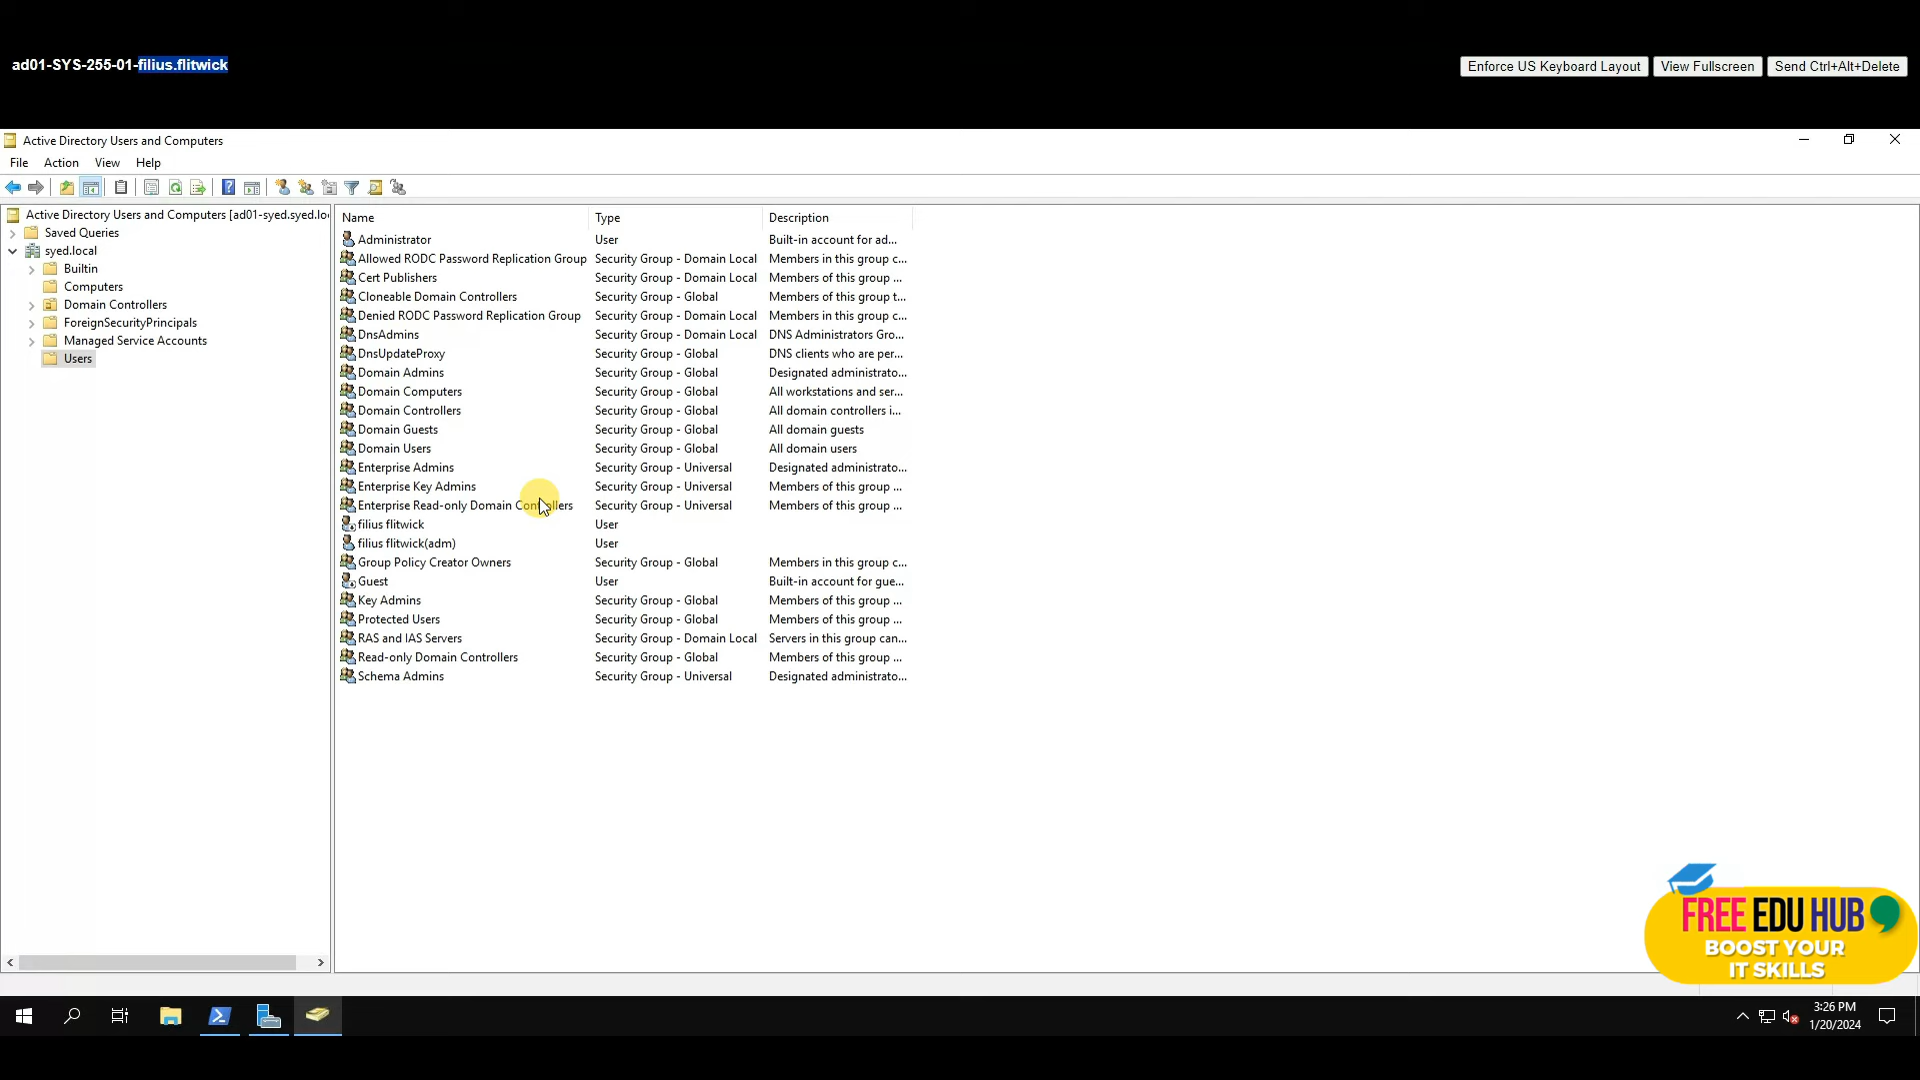 ad01-SYS-255-01-filius.flitwick
Enforce US Keyboard Layout View Fullscreen Send Ctrl+Alt+Delete
Active Directory Users and Computers
File Action View Help
Active Directory Users and Computers [ad01-syed.syed.lo
Saved Queries
syed.local
Builtin
Computers
Domain Controllers
ForeignSecurityPrincipals
Managed Service Accounts
Users
Name Type Description
Administrator User Built-in account for ad...
Allowed RODC Password Replication Group Security Group - Domain Local Members in this group c...
Cert Publishers Security Group - Domain Local Members of this group ...
Cloneable Domain Controllers Security Group - Global Members of this group t...
Denied RODC Password Replication Group Security Group - Domain Local Members in this group c...
DnsAdmins Security Group - Domain Local DNS Administrators Gro...
DnsUpdateProxy Security Group - Global DNS clients who are per...
Domain Admins Security Group - Global Designated administrato...
Domain Computers Security Group - Global All workstations and ser...
Domain Controllers Security Group - Global All domain controllers i...
Domain Guests Security Group - Global All domain guests
Domain Users Security Group - Global All domain users
Enterprise Admins Security Group - Universal Designated administrato...
Enterprise Key Admins Security Group - Universal Members of this group ...
Enterprise Read-only Domain Controllers Security Group - Universal Members of this group ...
filius flitwick User
filius flitwick(adm) User
Group Policy Creator Owners Security Group - Global Members in this group c...
Guest User Built-in account for gue...
Key Admins Security Group - Global Members of this group ...
Protected Users Security Group - Global Members of this group ...
RAS and IAS Servers Security Group - Domain Local Servers in this group can...
Read-only Domain Controllers Security Group - Global Members of this group ...
Schema Admins Security Group - Universal Designated administrato...
FREE EDU HUB
BOOST YOUR
IT SKILLS
3:26 PM
1/20/2024